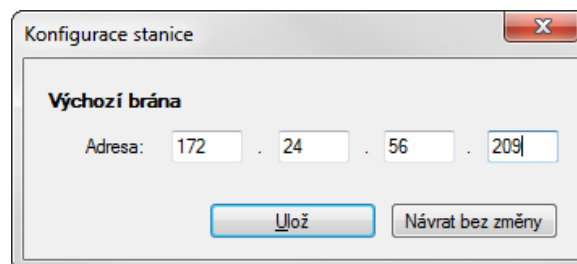 Konfigurace stanice
Výchozí brána
Adresa: 172 . 24 . 56 . 209
Ulož Návrat bez změny